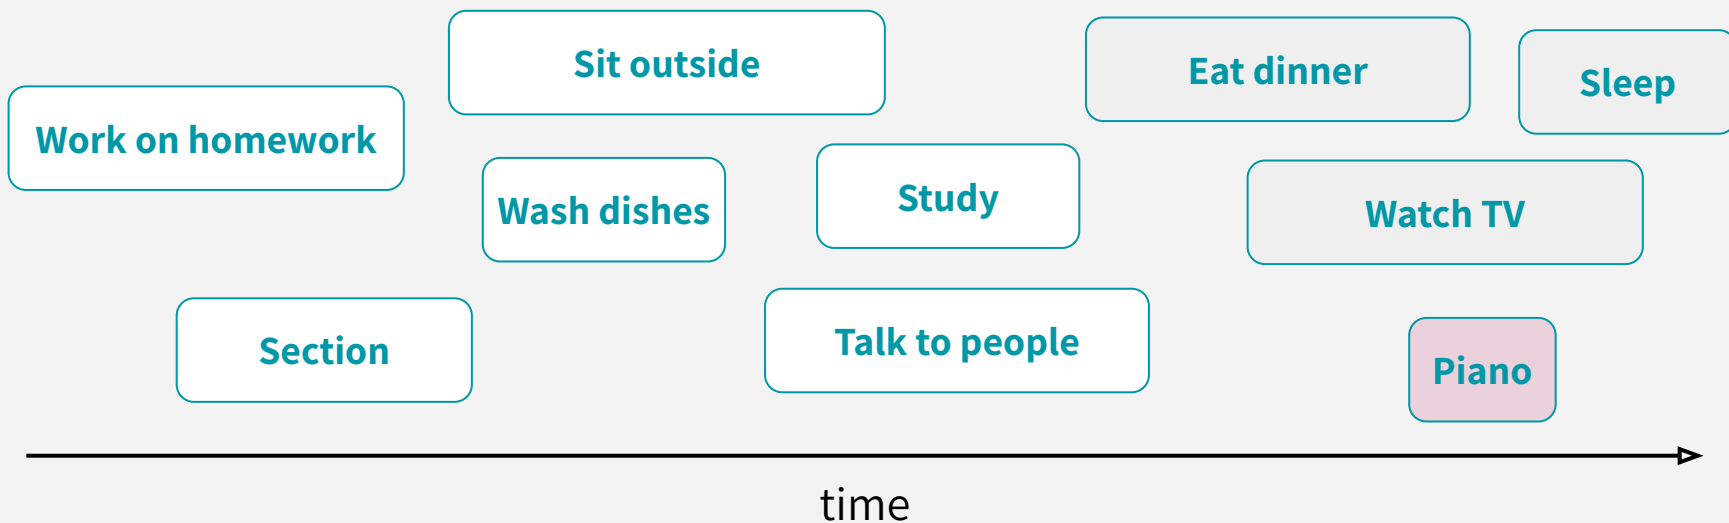 Sit outside
Eat dinner
Sleep
Work on homework
Wash dishes
Study
Watch TV
Section
Talk to people
Piano
time